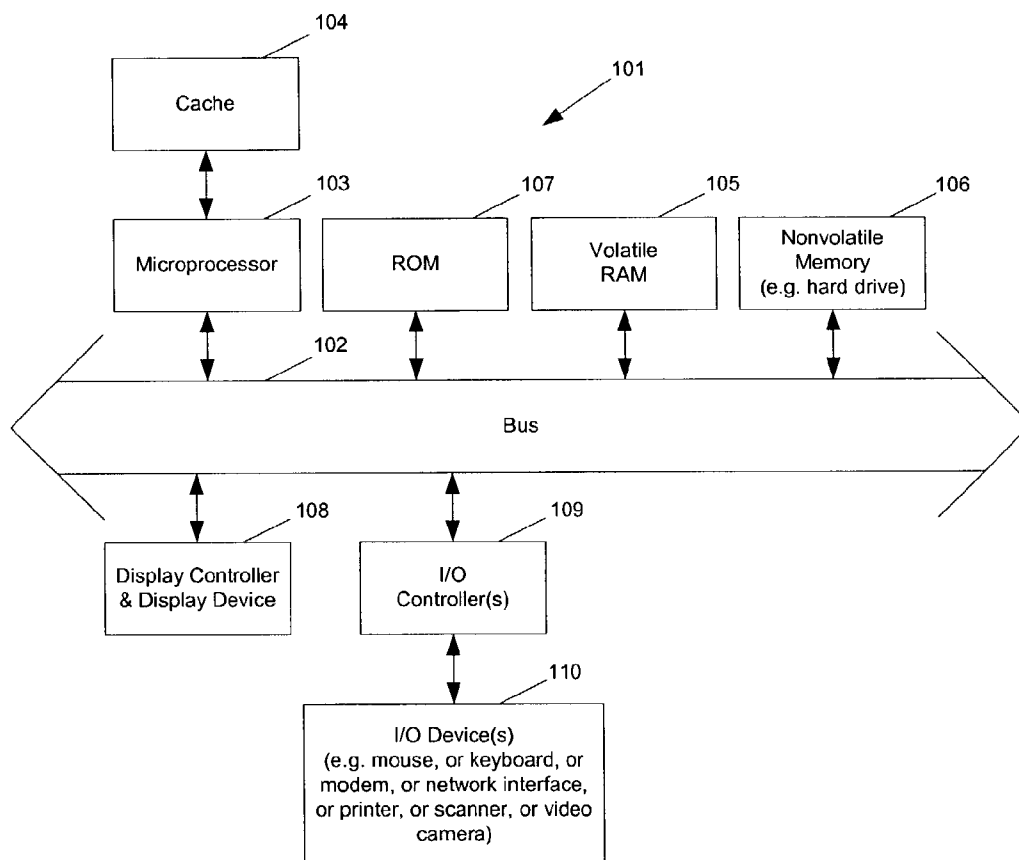 104
101
Cache
103
107
105
106
Microprocessor
ROM
Volatile
RAM
Nonvolatile
Memory
(e.g. hard drive)
102
Bus
108
109
Display Controller
& Display Device
I/O
Controller(s)
110
I/O Device(s)
(e.g. mouse, or keyboard, or
modem, or network interface,
or printer, or scanner, or video
camera)